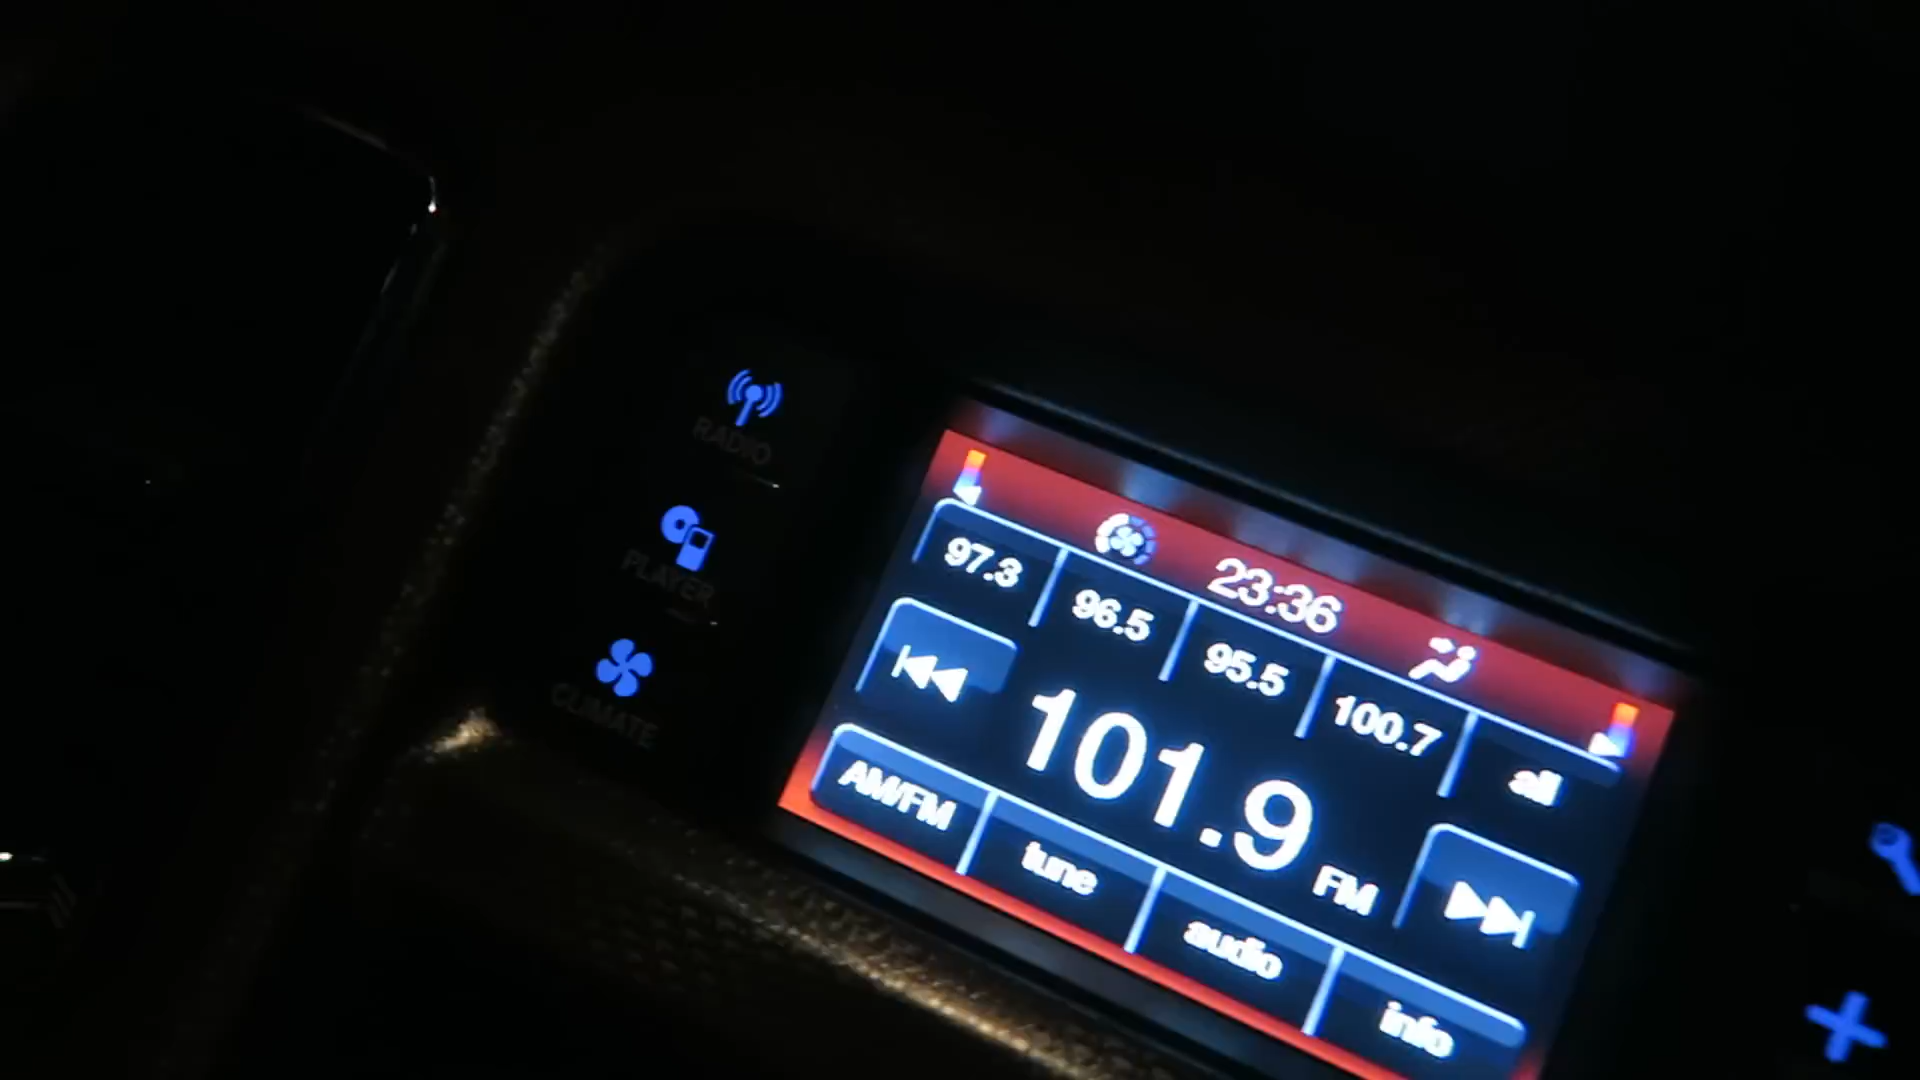 RADIO
PLAYER
CLIMATE
23:36
97.3 96.5 95.5 100.7 all
101.9 FM
AM/FM tune audio info